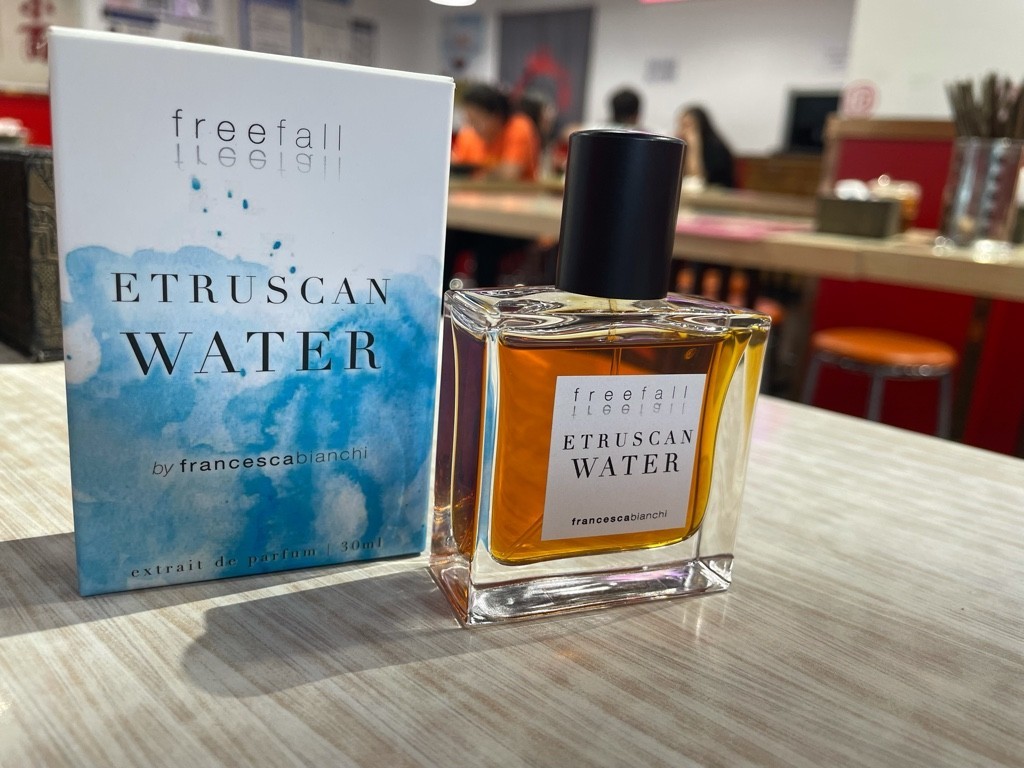 freefall
ETRUSCAN
WATER
by francescabianchi
extrait de parfum | 30ml
freefall
ETRUSCAN
WATER
francescabianchi